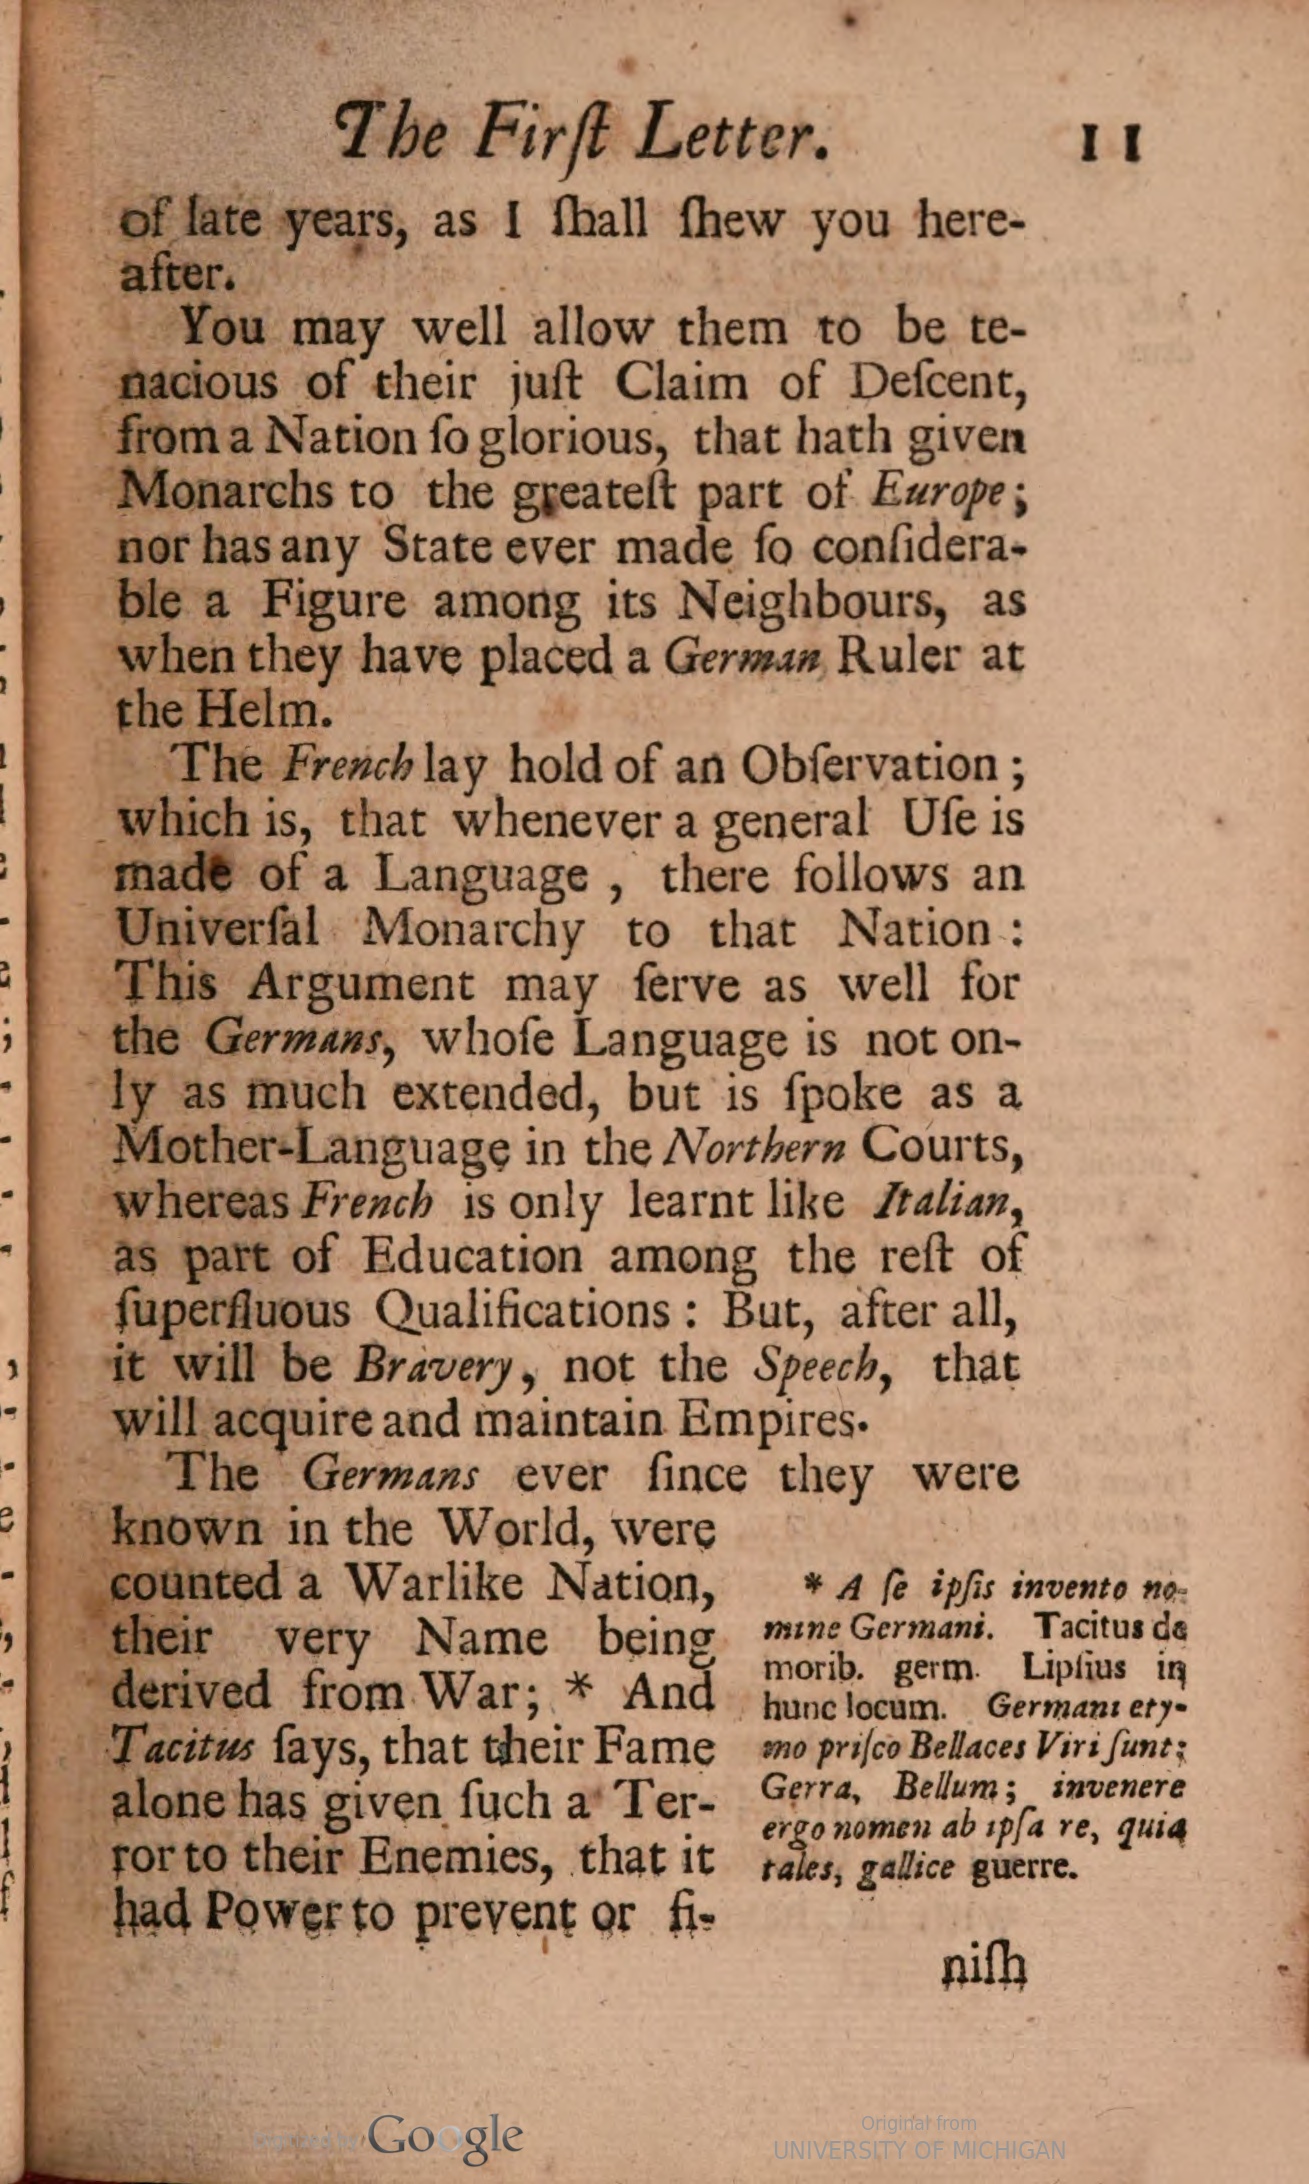 The Firſt Letter. 11
of late years, as I ſhall ſhew you here-
after.
You may well allow them to be te-
nacious of their juſt Claim of Deſcent,
from a Nation ſo glorious, that hath given
Monarchs to the greateſt part of Europe;
nor has any State ever made ſo conſidera-
ble a Figure among its Neighbours, as
when they have placed a German Ruler at
the Helm.
The French lay hold of an Obſervation;
which is, that whenever a general Uſe is
made of a Language, there follows an
Univerſal Monarchy to that Nation:
This Argument may ſerve as well for
the Germans, whoſe Language is not on-
ly as much extended, but is ſpoke as a
Mother-Language in the Northern Courts,
whereas French is only learnt like Italian,
as part of Education among the reſt of
ſuperfluous Qualifications: But, after all,
it will be Bravery, not the Speech, that
will acquire and maintain Empires.
The Germans ever ſince they were
known in the World, were
counted a Warlike Nation,
their very Name being
derived from War; * And
Tacitus ſays, that their Fame
alone has given ſuch a Ter-
ror to their Enemies, that it
had Power to prevent or fi-
* A ſe ipſis invento no-
mine Germani. Tacitus de
morib. germ. Lipſius in
hunc locum. Germani ety-
mo priſco Bellaces Viri ſunt;
Gerra, Bellum; invenere
ergo nomen ab ipſa re, quia
tales, gallice guerre.
niſh
Google
Original from
UNIVERSITY OF MICHIGAN